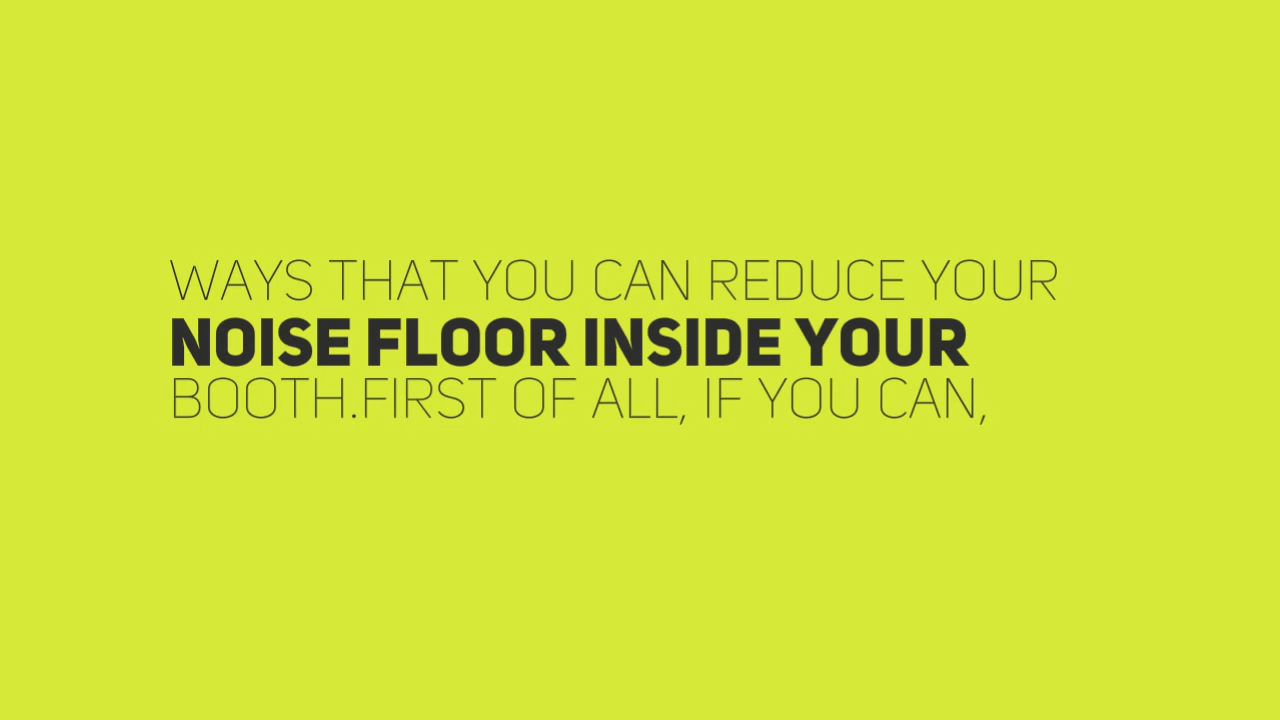 WAYS THAT YOU CAN REDUCE YOUR
NOISE FLOOR INSIDE YOUR
BOOTH.FIRST OF ALL, IF YOU CAN,